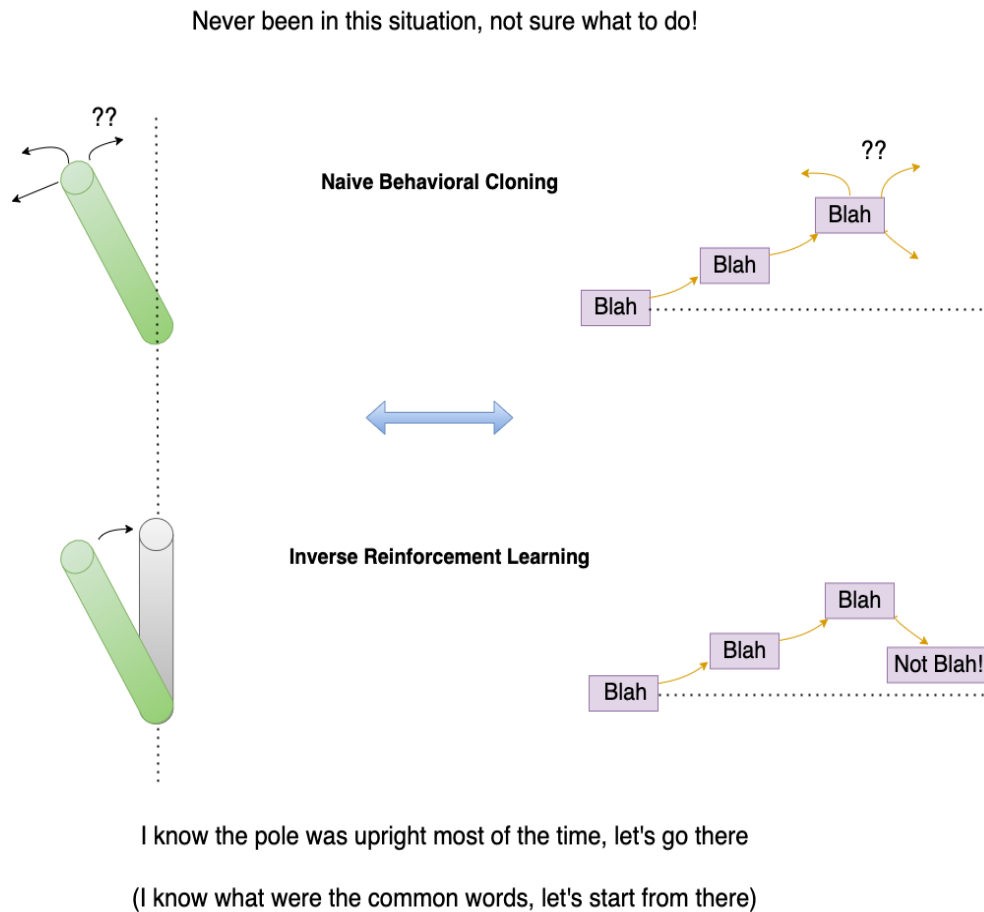 Never been in this situation, not sure what to do!
??
??
Naive Behavioral Cloning
Blah
Blah
Blah
Inverse Reinforcement Learning
Blah
Blah
Not Blah!
Blah
I know the pole was upright most of the time, let's go there
(I know what were the common words, let's start from there)